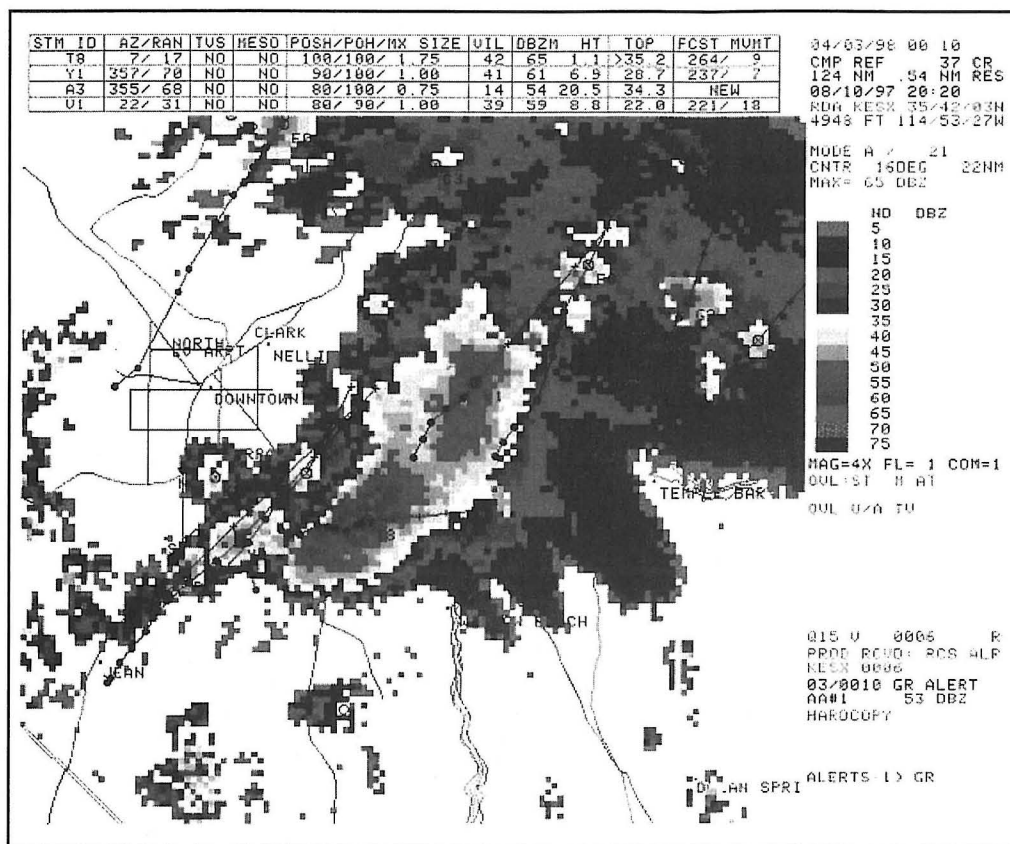 STM ID AZ/RAN TVS MESO POSH/POH/MX SIZE VIL DBZM HT TOP FCST MVMT
T8 7/ 17 NO NO 100/100/ 1.75 42 65 1.1 >35.2 264/ 9
Y1 357/ 70 NO NO 90/100/ 1.00 41 61 6.9 28.7 237/ 7
A3 355/ 68 NO NO 80/100/ 0.75 14 54 20.5 34.3 NEW
V1 22/ 31 NO NO 80/ 90/ 1.00 39 59 8.8 22.0 221/ 18
04/03/98 00 10
CMP REF 37 CR
124 NM .54 NM RES
08/10/97 20:20
RDA KESX 35/42/03N
4948 FT 114/53/27W
MODE A / 21
CNTR 16DEG 22NM
MAX= 65 DBZ
ND DBZ
5
10
15
20
25
30
35
40
45
50
55
60
65
70
75
MAG=4X FL= 1 COM=1
Q15 V 0006 R
PROD RCVD: RCS ALR
KESX 0006
03/0010 GR ALERT
AA#1 53 DBZ
HARDCOPY
ALERTS 1> GR
NORTH
CLARK
NELLI
DOWNTOWN
TEMPLE BAR
JEAN